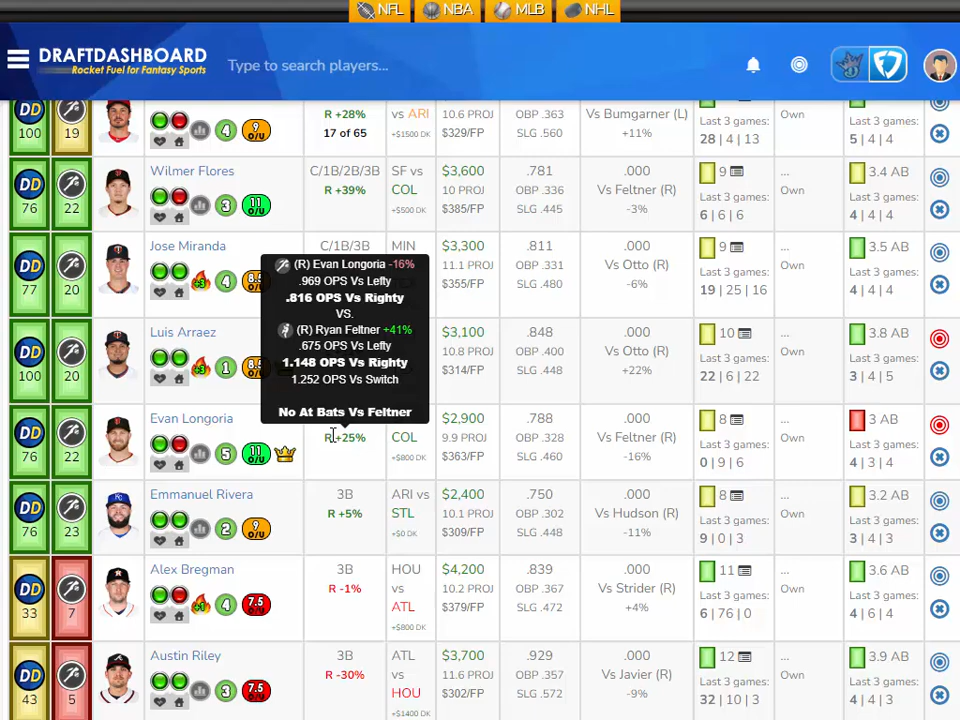 NFL NBA MLB NHL
DRAFTDASHBOARD
Rocket Fuel for Fantasy Sports
Type to search players...
DD 100 19 4 9 R +28% 17 of 65 vs ARI +$1500 DK 10.6 PROJ $329/FP OBP .363 SLG .560 Vs Bumgarner (L) +11% Last 3 games: 28 | 4 | 13 Own Last 3 games: 5 | 4 | 4
Wilmer Flores
DD 76 22 3 11 O/U C/1B/2B/3B R +39% SF vs COL +$500 DK $3,600 10 PROJ $385/FP .781 OBP .336 SLG .445 .000 Vs Feltner (R) -3% 9 Last 3 games: 6 | 6 | 6 ... Own 3.4 AB Last 3 games: 4 | 4 | 4
Jose Miranda
DD 77 20 +3 4 8.5 C/1B/3B MIN $3,300 11.1 PROJ $355/FP .811 OBP .331 SLG .480 .000 Vs Otto (R) -6% 9 Last 3 games: 19 | 25 | 16 ... Own 3.5 AB Last 3 games: 4 | 4 | 4
(R) Evan Longoria -16%
.969 OPS Vs Lefty
.816 OPS Vs Righty
VS.
(R) Ryan Feltner +41%
.675 OPS Vs Lefty
1.148 OPS Vs Righty
1.252 OPS Vs Switch
No At Bats Vs Feltner
Luis Arraez
DD 100 20 +3 1 8.5 $3,100 10.8 PROJ $314/FP .848 OBP .400 SLG .448 .000 Vs Otto (R) +22% 10 Last 3 games: 22 | 6 | 22 ... Own 3.8 AB Last 3 games: 3 | 4 | 5
Evan Longoria
DD 76 22 5 11 O/U R +25% COL +$800 DK $2,900 9.9 PROJ $363/FP .788 OBP .328 SLG .460 .000 Vs Feltner (R) -16% 8 Last 3 games: 0 | 9 | 6 ... Own 3 AB Last 3 games: 4 | 3 | 4
Emmanuel Rivera
DD 76 23 2 9 O/U 3B R +5% ARI vs STL +$0 DK $2,400 10.1 PROJ $309/FP .750 OBP .302 SLG .448 .000 Vs Hudson (R) -11% 8 Last 3 games: 9 | 0 | 3 ... Own 3.2 AB Last 3 games: 3 | 4 | 3
Alex Bregman
DD 33 7 +1 4 7.5 O/U 3B R -1% HOU vs ATL +$800 DK $4,200 10.2 PROJ $379/FP .839 OBP .367 SLG .472 .000 Vs Strider (R) +4% 11 Last 3 games: 6 | 76 | 0 ... Own 3.6 AB Last 3 games: 4 | 6 | 4
Austin Riley
DD 43 5 3 7.5 O/U 3B R -30% ATL vs HOU +$1400 DK $3,700 11.6 PROJ $302/FP .929 OBP .357 SLG .572 .000 Vs Javier (R) -9% 12 Last 3 games: 32 | 10 | 3 ... Own 3.9 AB Last 3 games: 4 | 4 | 3